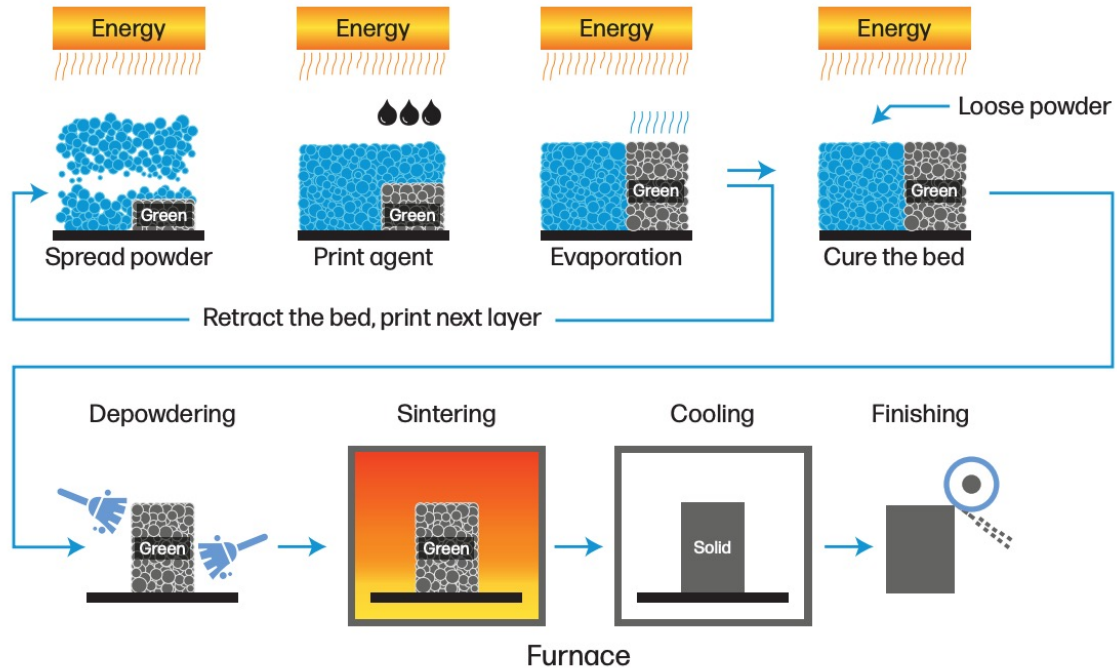 Energy
Energy
Energy
Energy
Loose powder
Green
Green
Green
Green
Spread powder
Print agent
Evaporation
Cure the bed
Retract the bed, print next layer
Depowdering
Sintering
Cooling
Finishing
Green
Green
Solid
Furnace